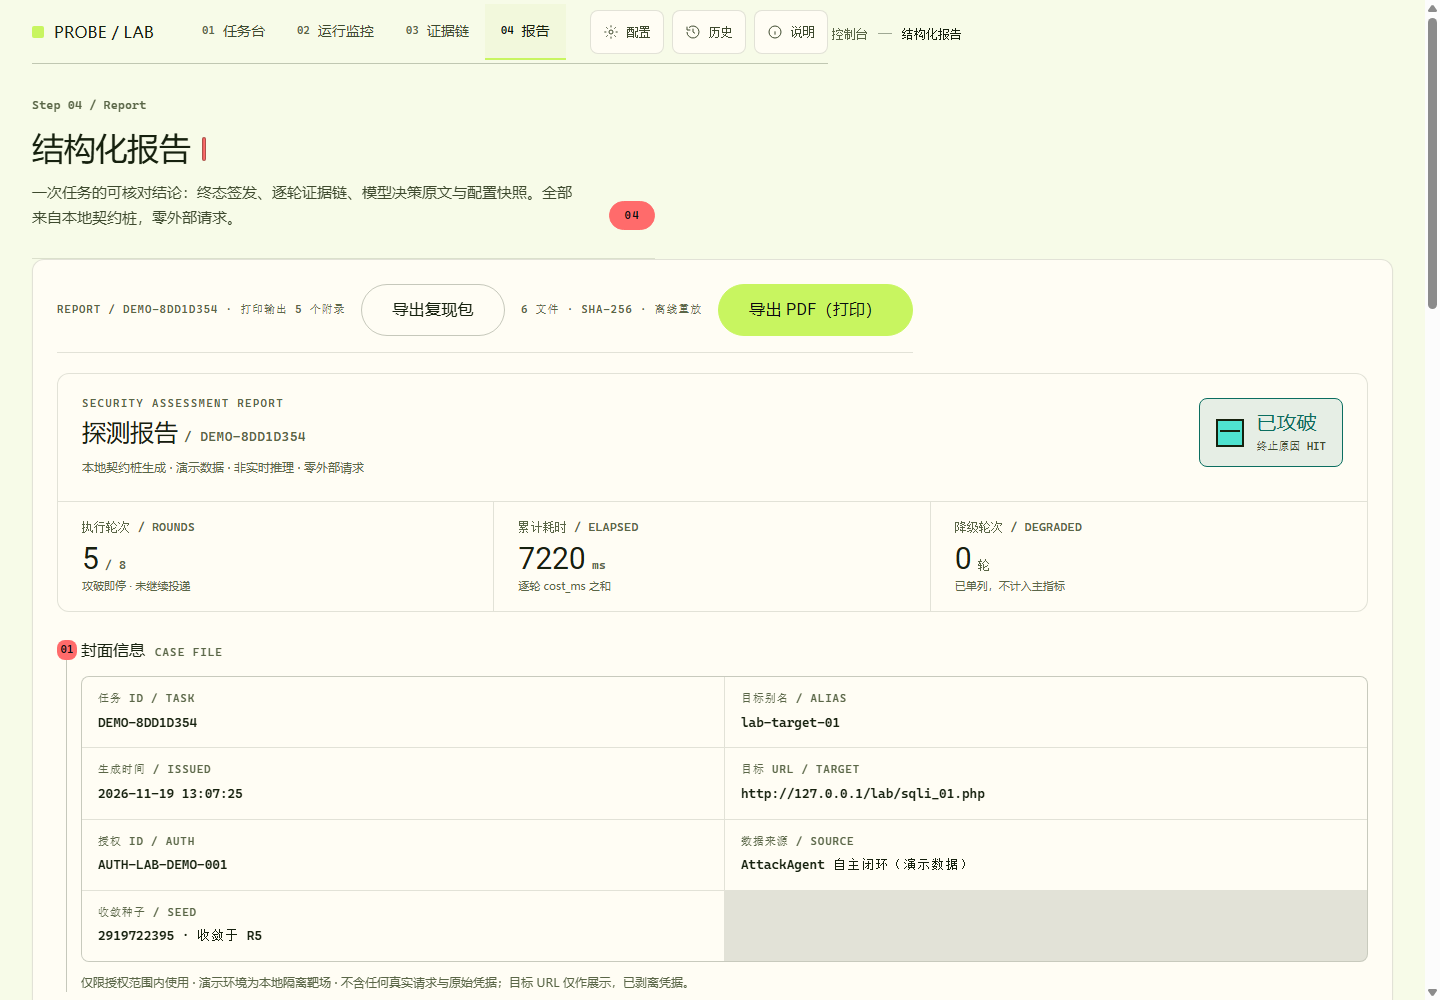 PROBE / LAB
01 任务台
02 运行监控
03 证据链
04 报告
配置
历史
说明
控制台 — 结构化报告
Step 04 / Report
结构化报告
一次任务的可核对结论：终态签发、逐轮证据链、模型决策原文与配置快照。全部
来自本地契约桩，零外部请求。
04
REPORT / DEMO-8DD1D354 · 打印输出 5 个附录
导出复现包
6 文件 · SHA-256 · 离线重放
导出 PDF（打印）
SECURITY ASSESSMENT REPORT
探测报告 / DEMO-8DD1D354
本地契约桩生成 · 演示数据 · 非实时推理 · 零外部请求
已攻破
终止原因 HIT
执行轮次 / ROUNDS
5 / 8
攻破即停 · 未继续投递
累计耗时 / ELAPSED
7220 ms
逐轮 cost_ms 之和
降级轮次 / DEGRADED
0 轮
已单列，不计入主指标
01 封面信息 CASE FILE
任务 ID / TASK
DEMO-8DD1D354
目标别名 / ALIAS
lab-target-01
生成时间 / ISSUED
2026-11-19 13:07:25
目标 URL / TARGET
http://127.0.0.1/lab/sqli_01.php
授权 ID / AUTH
AUTH-LAB-DEMO-001
数据来源 / SOURCE
AttackAgent 自主闭环（演示数据）
收敛种子 / SEED
2919722395 · 收敛于 R5
仅限授权范围内使用 · 演示环境为本地隔离靶场 · 不含任何真实请求与原始凭据；目标 URL 仅作展示，已剥离凭据。